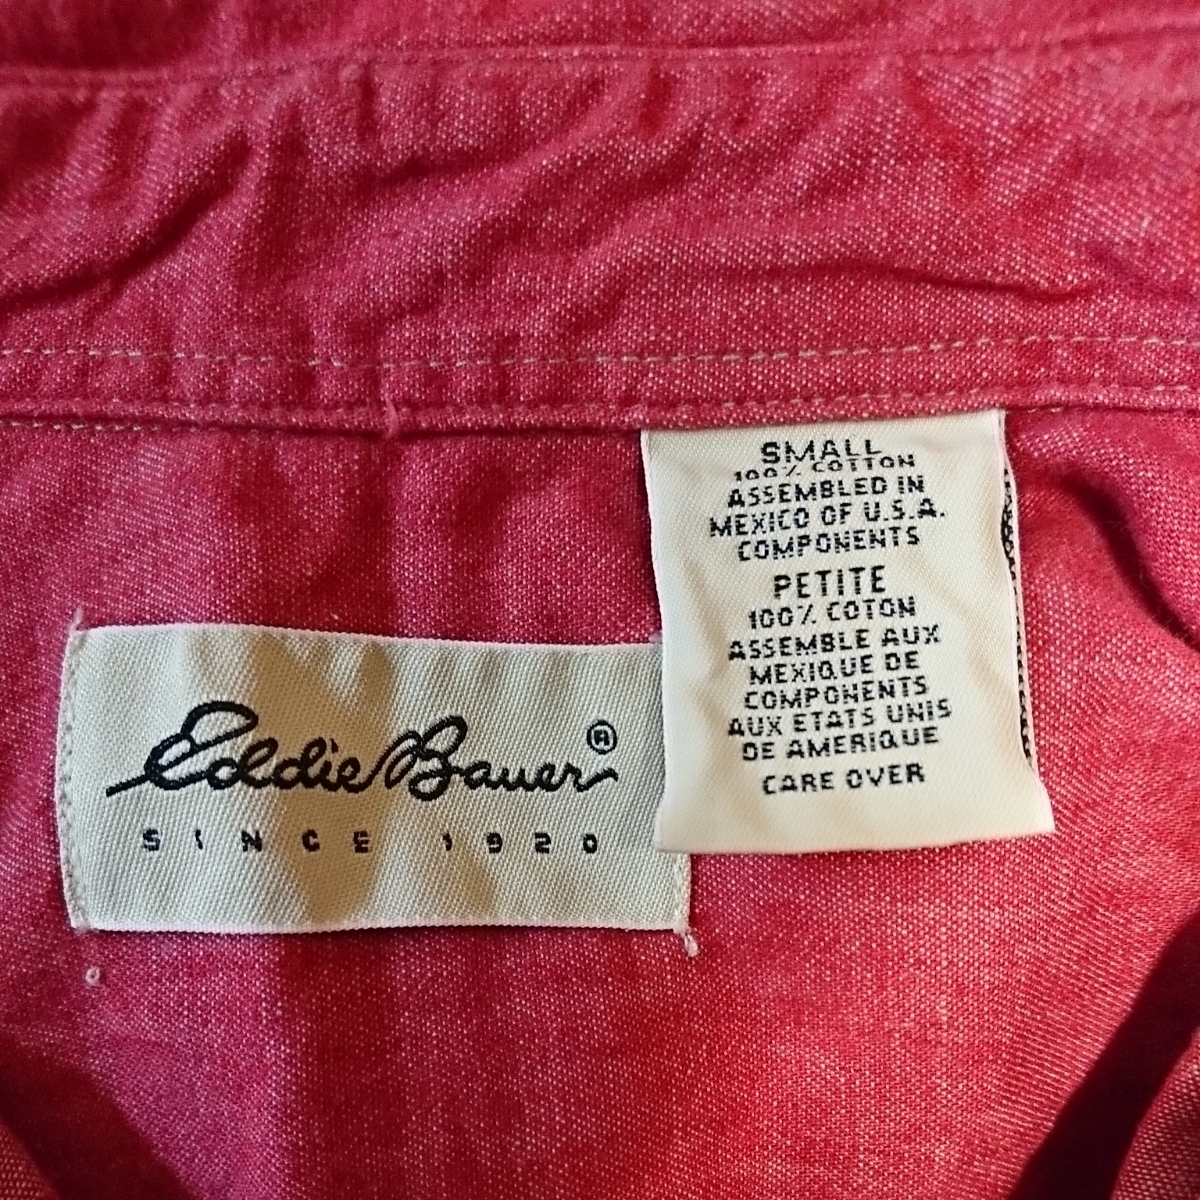 Eddie Bauer®
SINCE 1920
SMALL
100% COTTON
ASSEMBLED IN
MEXICO OF U.S.A.
COMPONENTS
PETITE
100% COTON
ASSEMBLE AUX
MEXIQUE DE
COMPONENTS
AUX ETATS UNIS
DE AMERIQUE
CARE OVER